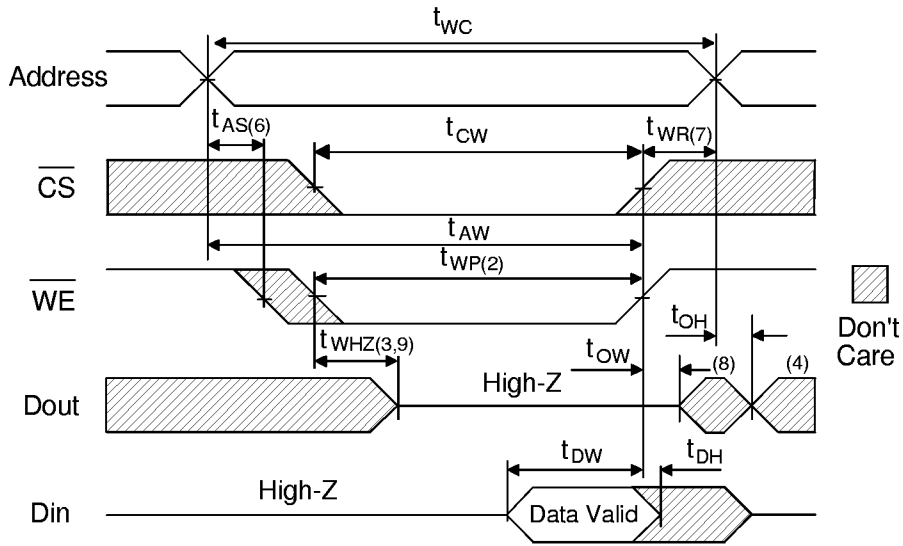 tWC
Address
tAS(6)
tCW
tWR(7)
CS
tAW
tWP(2)
WE
tWHZ(3,9)
tOH
Don't
Care
tOW
(8)
(4)
High-Z
Dout
tDW
tDH
High-Z
Din
Data Valid